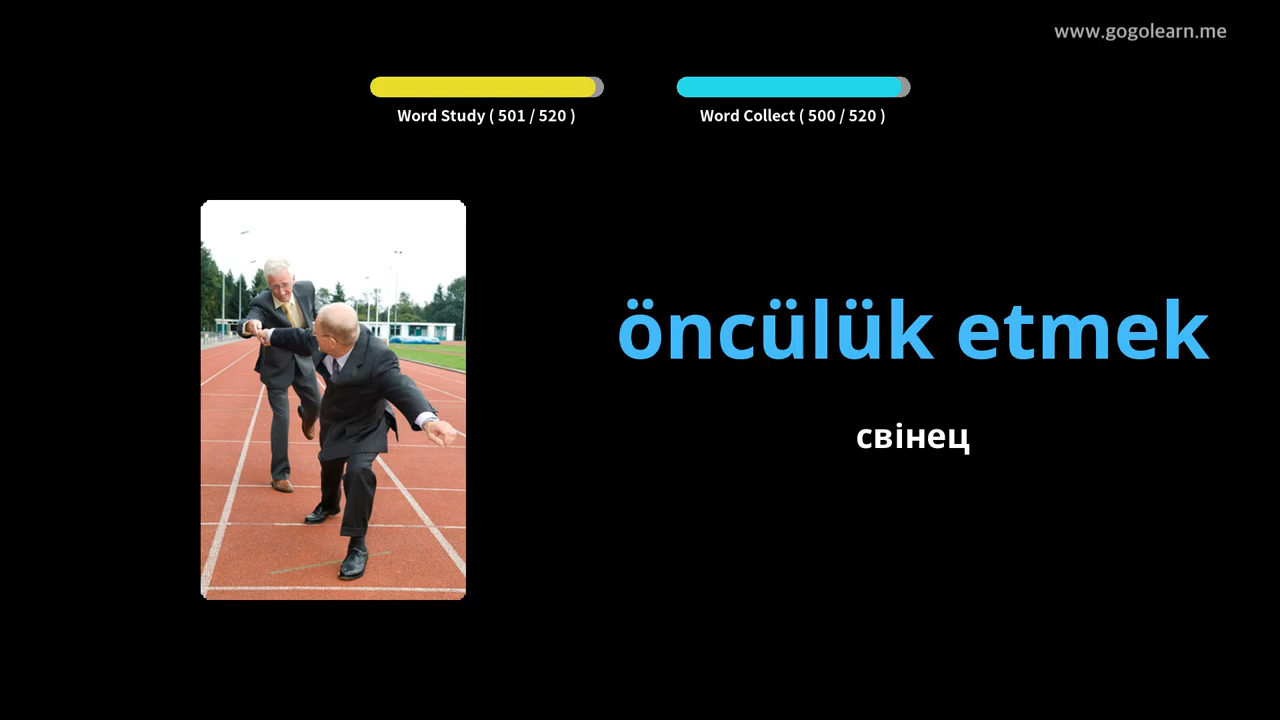 www.gogolearn.me
Word Study ( 501 / 520 )
Word Collect ( 500 / 520 )
öncülük etmek
свінец